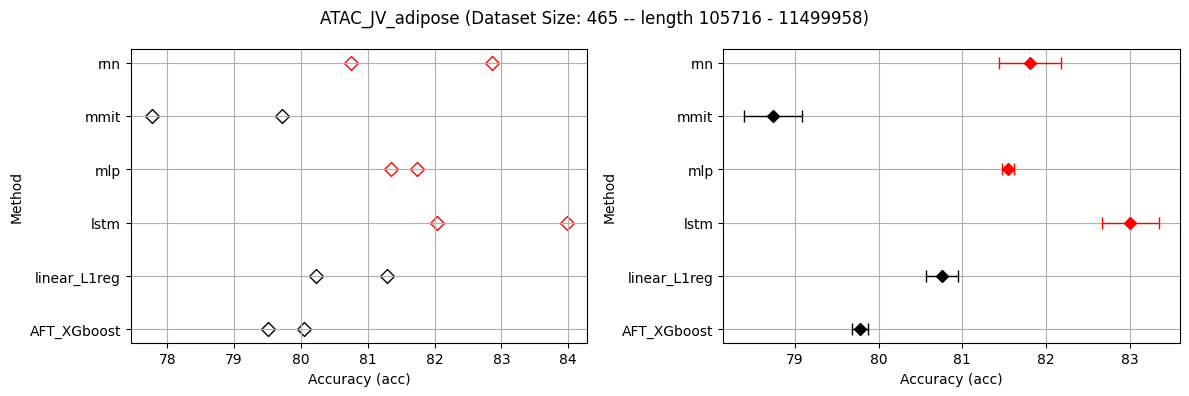 ATAC_JV_adipose (Dataset Size: 465 -- length 105716 - 11499958)
Method
rnn
mmit
mlp
lstm
linear_L1reg
AFT_XGboost
78 79 80 81 82 83 84
Accuracy (acc)
Method
rnn
mmit
mlp
lstm
linear_L1reg
AFT_XGboost
79 80 81 82 83
Accuracy (acc)